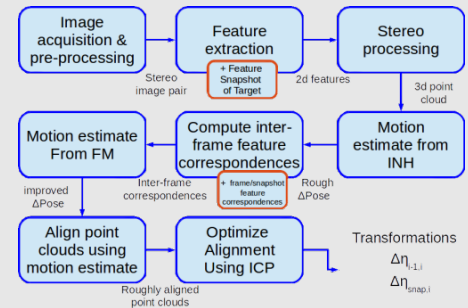 Image
acquisition &
pre-processing
Feature
extraction
+ Feature
Snapshot
of Target
Stereo
processing
Stereo
image pair
2d features
3d point
cloud
Motion estimate
From FM
Compute inter-
frame feature
correspondences
+ frame/snapshot
feature
correspondences
Motion
estimate from
INH
improved
ΔPose
Inter-frame
correspondences
Rough
ΔPose
Align point
clouds using
motion estimate
Optimize
Alignment
Using ICP
Transformations
Δη i-1,i
Δη snap,i
Roughly aligned
point clouds